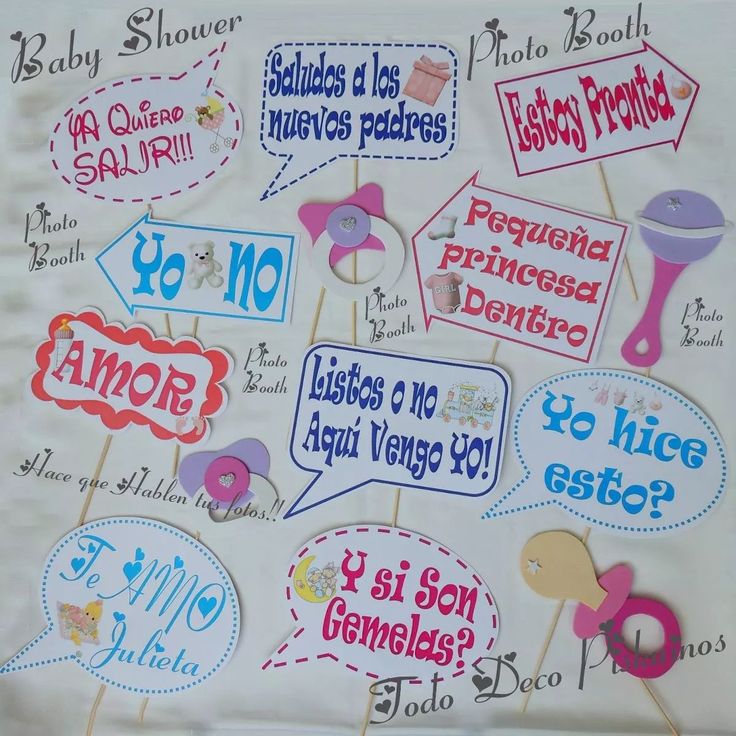 Baby Shower
Photo Booth
YA QUIERO
SALIR!!!
Saludos a los
nuevos padres
Estoy Pronta
Photo
Booth
Yo NO
Pequeña
princesa
Dentro
GIRL
Photo
Booth
Photo
Booth
AMOR
Photo
Booth
Listos o no
Aquí Vengo YO!
Yo hice
esto?
Hace que Hablen tus fotos!!
Te AMO
Julieta
Y si Son
Gemelas?
Todo Deco Piskuinos